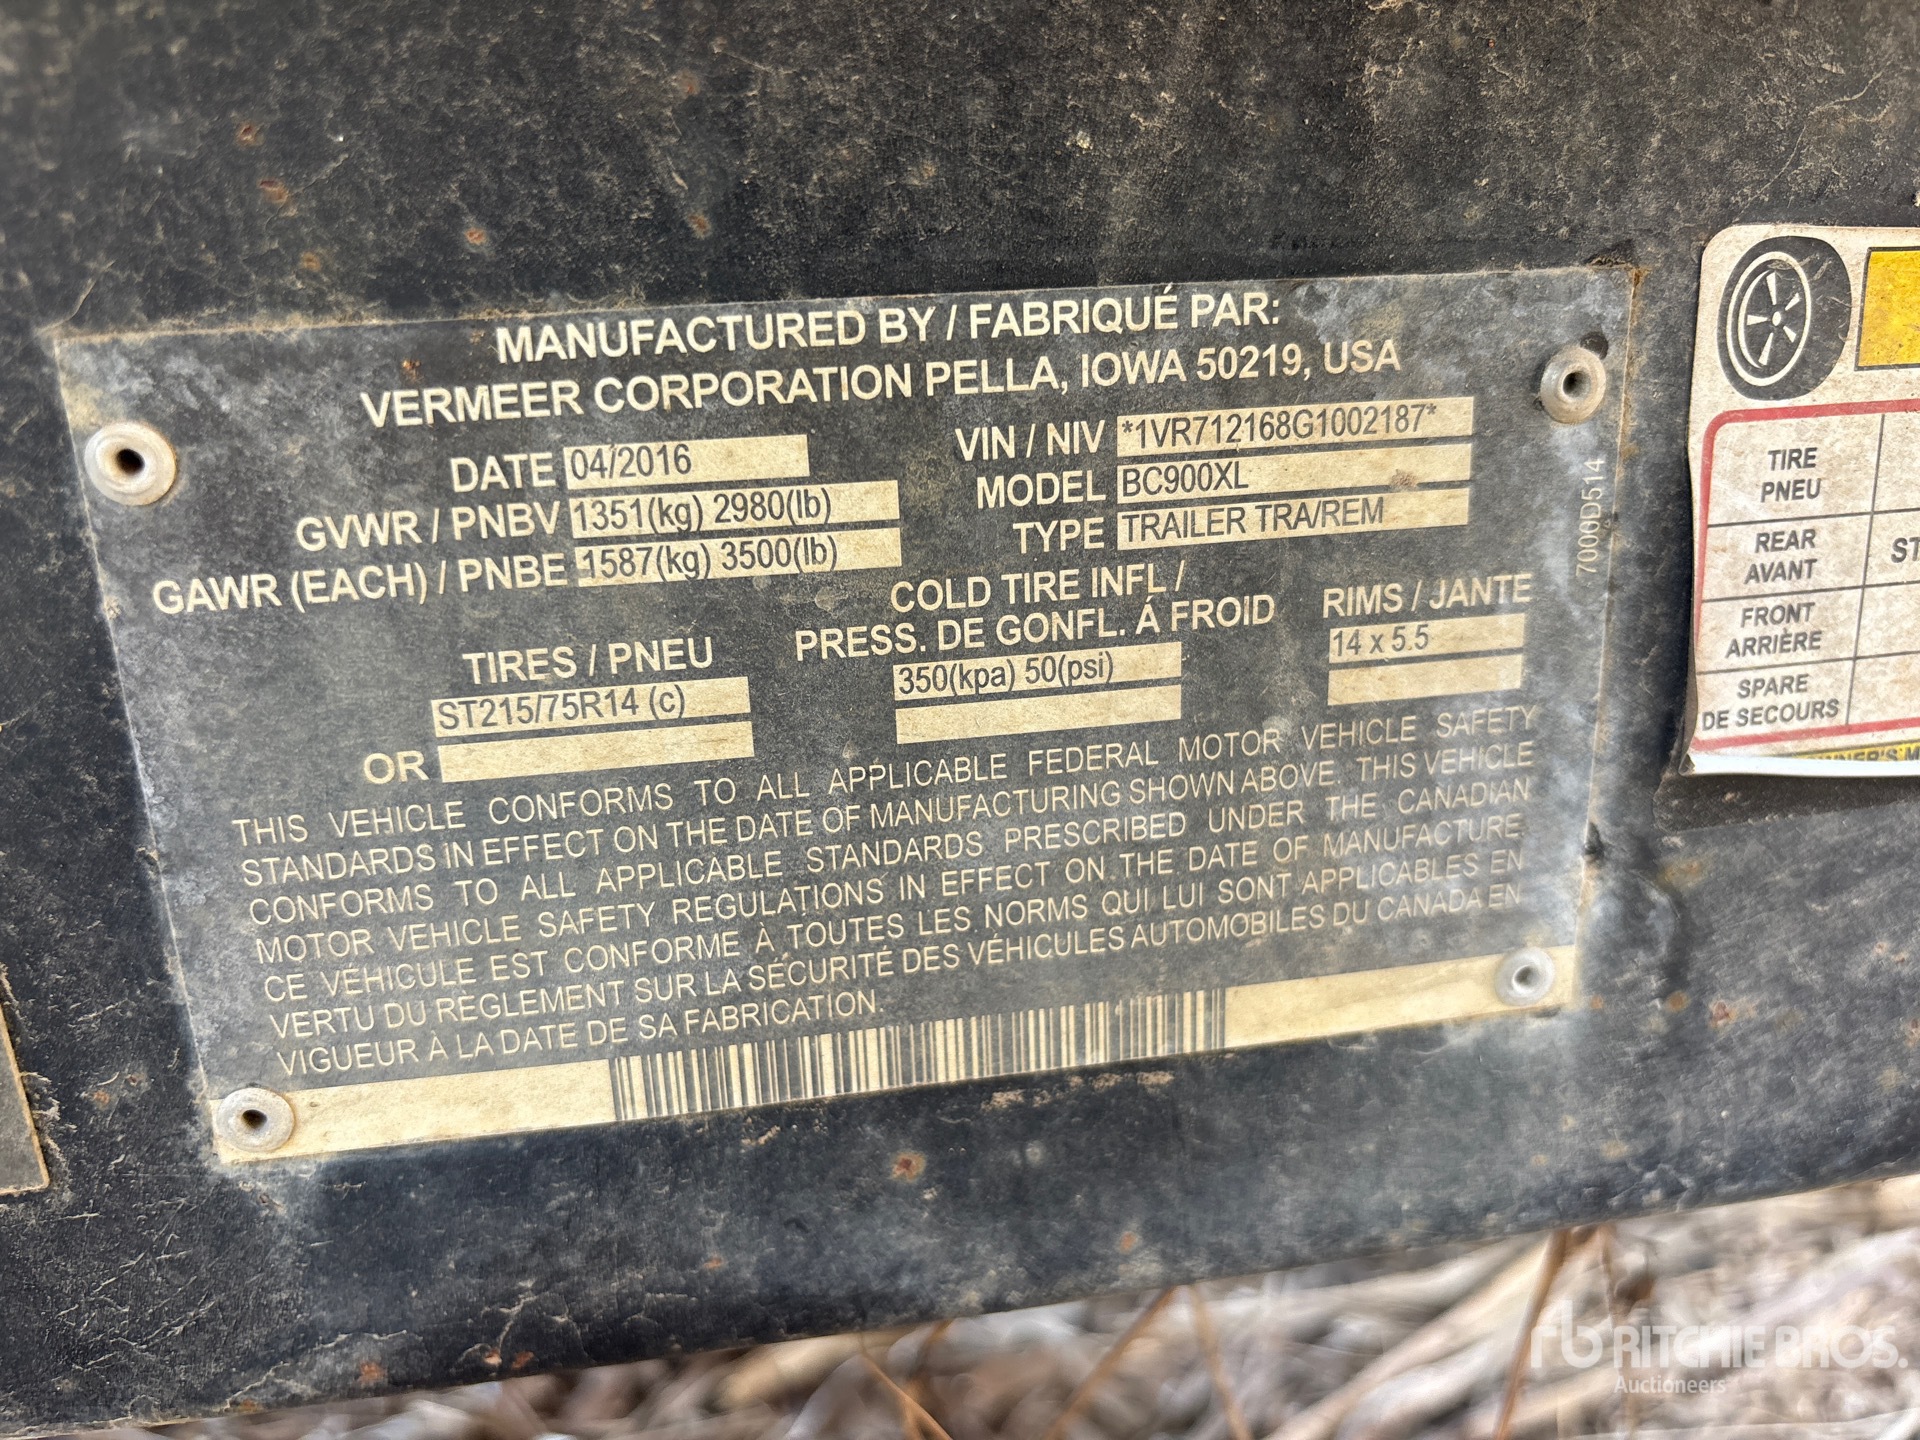 MANUFACTURED BY / FABRIQUÉ PAR:
VERMEER CORPORATION PELLA, IOWA 50219, USA
DATE 04/2016
GVWR / PNBV 1351(kg) 2980(lb)
GAWR (EACH) / PNBE 1587(kg) 3500(lb)
VIN / NIV *1VR712168G1002187*
MODEL BC900XL
TYPE TRAILER TRA/REM
TIRES / PNEU
ST215/75R14 (c)
OR
COLD TIRE INFL /
PRESS. DE GONFL. Á FROID
350(kpa) 50(psi)
RIMS / JANTE
14 x 5.5
7000D514
THIS VEHICLE CONFORMS TO ALL APPLICABLE FEDERAL MOTOR VEHICLE SAFETY
STANDARDS IN EFFECT ON THE DATE OF MANUFACTURING SHOWN ABOVE. THIS VEHICLE
CONFORMS TO ALL APPLICABLE STANDARDS PRESCRIBED UNDER THE CANADIAN
MOTOR VEHICLE SAFETY REGULATIONS IN EFFECT ON THE DATE OF MANUFACTURE
CE VÉHICULE EST CONFORME À TOUTES LES NORMS QUI LUI SONT APPLICABLES EN
VERTU DU RÈGLEMENT SUR LA SÉCURITÉ DES VÉHICULES AUTOMOBILES DU CANADA EN
VIGUEUR A LA DATE DE SA FABRICATION.
TIRE
PNEU
REAR
AVANT
ST
FRONT
ARRIÈRE
SPARE
DE SECOURS
OWNER'S M
rb RITCHIE BROS.
Auctioneers